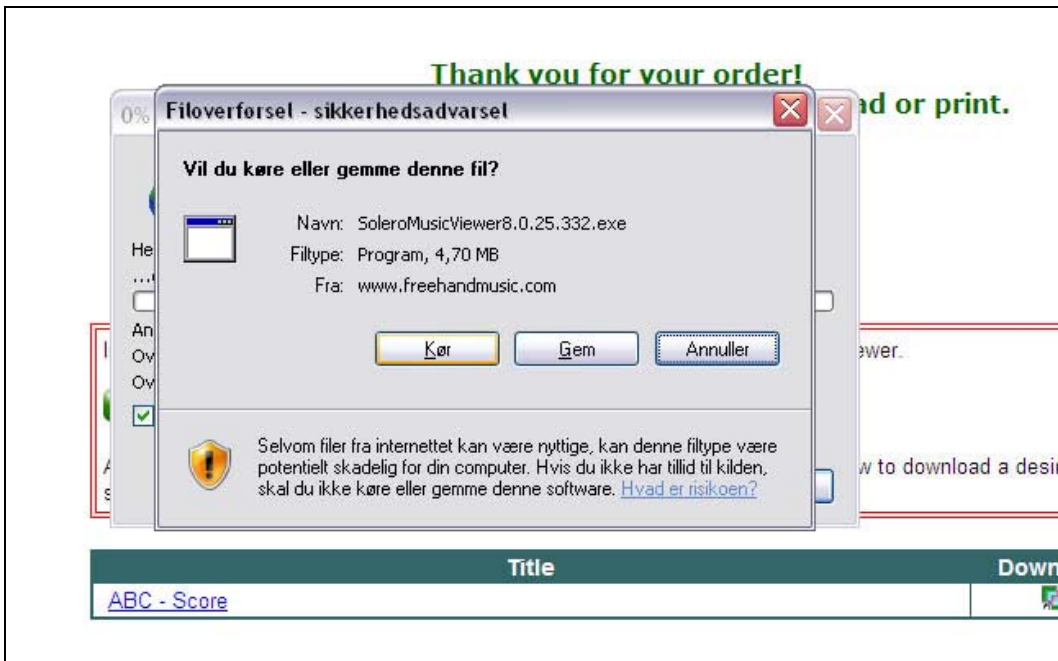 Thank you for your order!
ad or print.
0%
Filoverførsel - sikkerhedsadvarsel
Vil du køre eller gemme denne fil?
Navn: SoleroMusicViewer8.0.25.332.exe
Filtype: Program, 4,70 MB
Fra: www.freehandmusic.com
He
An
Ov
Ov
Kør Gem Annuller
ewer.
Selvom filer fra internettet kan være nyttige, kan denne filtype være
potentielt skadelig for din computer. Hvis du ikke har tillid til kilden,
skal du ikke køre eller gemme denne software. Hvad er risikoen?
w to download a desi
Title Down
ABC - Score